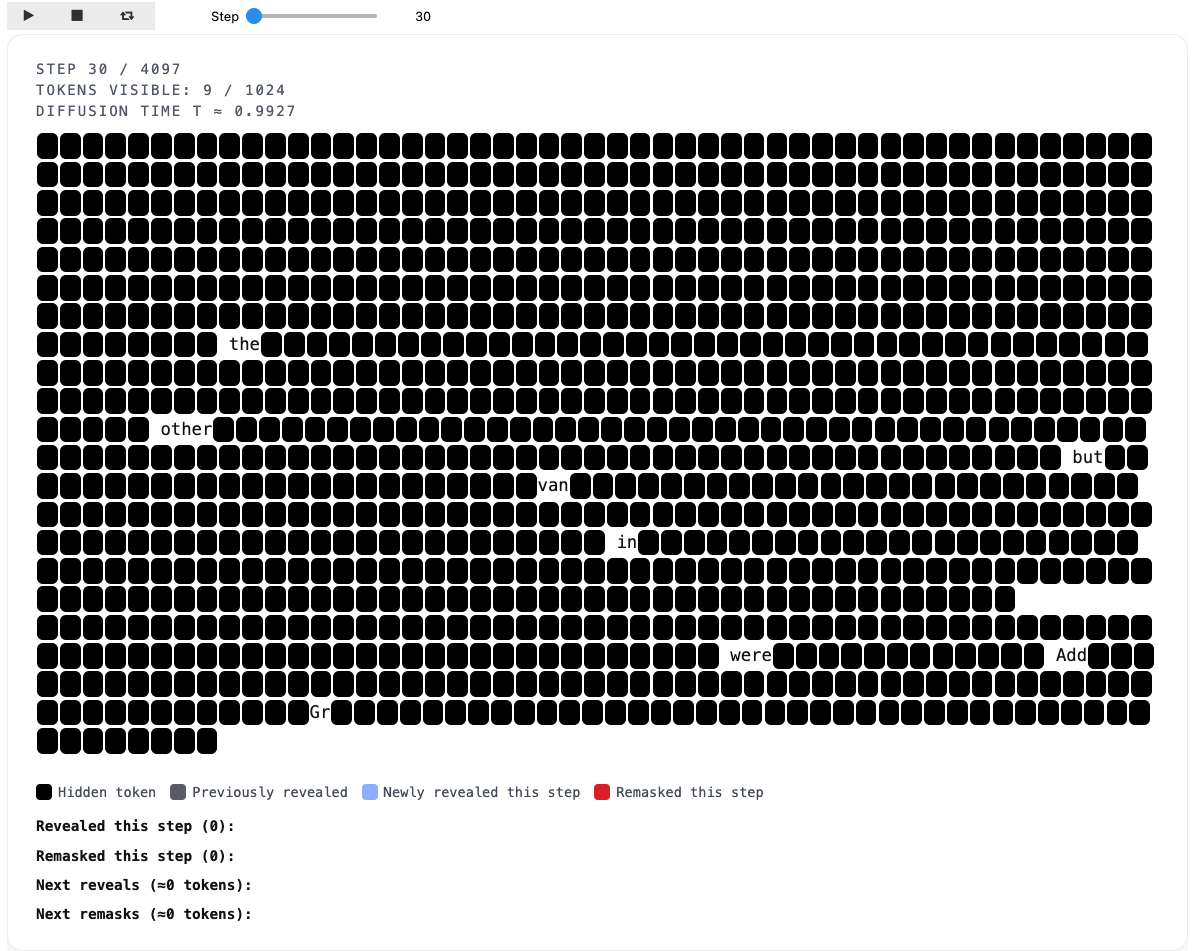 Step 30
STEP 30 / 4097
TOKENS VISIBLE: 9 / 1024
DIFFUSION TIME T ≈ 0.9927
the
other
but
van
in
were Add
Gr
Hidden token Previously revealed Newly revealed this step Remasked this step
Revealed this step (0):
Remasked this step (0):
Next reveals (≈0 tokens):
Next remasks (≈0 tokens):